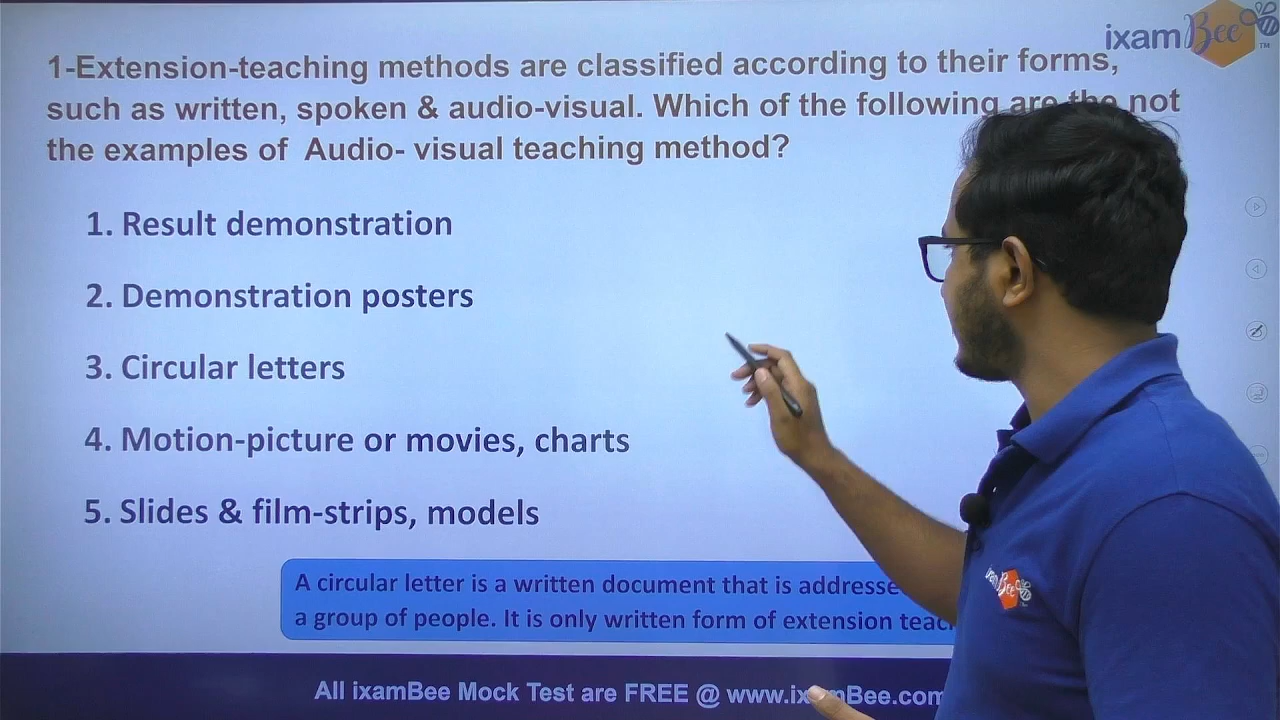 ixamBee™
1-Extension-teaching methods are classified according to their forms,
such as written, spoken & audio-visual. Which of the following are the not
the examples of Audio- visual teaching method?
1. Result demonstration
2. Demonstration posters
3. Circular letters
4. Motion-picture or movies, charts
5. Slides & film-strips, models
A circular letter is a written document that is
a group of people. It is only written form of extension
ixamBee
All ixamBee Mock Test are FREE @ www.ixamBee.com